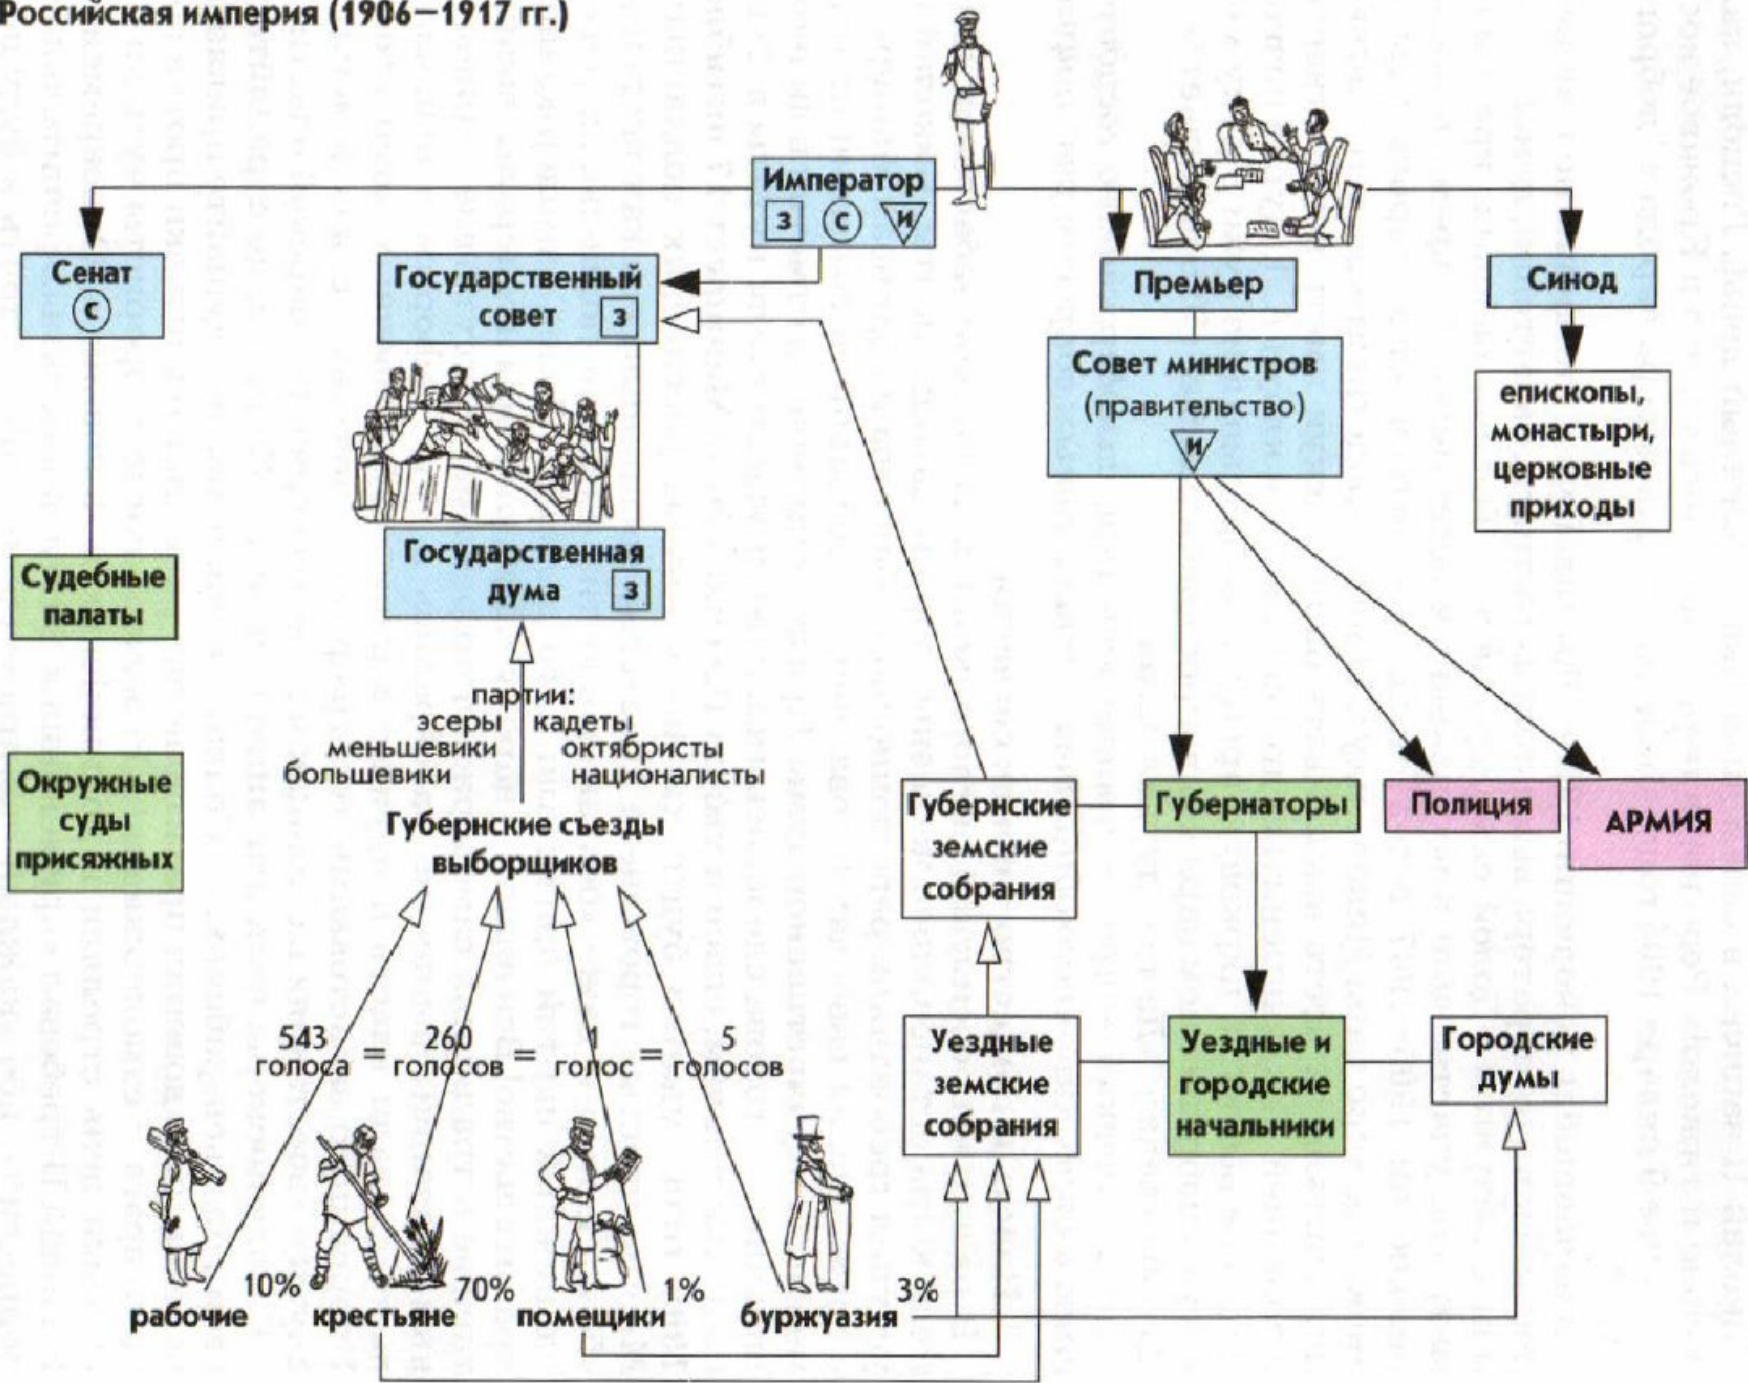 Российская империя (1906—1917 гг.)
Император
З С И
Сенат
С
Государственный
совет З
Премьер
Синод
Совет министров
(правительство)
И
епископы,
монастыри,
церковные
приходы
Государственная
дума З
Судебные
палаты
Окружные
суды
присяжных
партии:
эсеры кадеты
меньшевики октябристы
большевики националисты
Губернские съезды
выборщиков
Губернские
земские
собрания
Губернаторы
Полиция
АРМИЯ
543
голоса = 260
голосов = 1
голос = 5
голосов
Уездные
земские
собрания
Уездные и
городские
начальники
Городские
думы
10% 70% 1% 3%
рабочие крестьяне помещики буржуазия